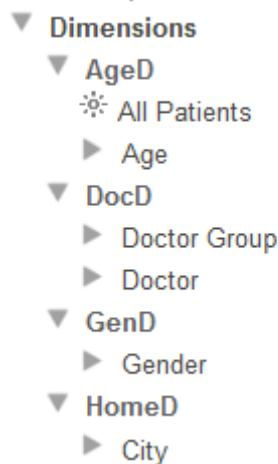 Dimensions
AgeD
All Patients
Age
DocD
Doctor Group
Doctor
GenD
Gender
HomeD
City